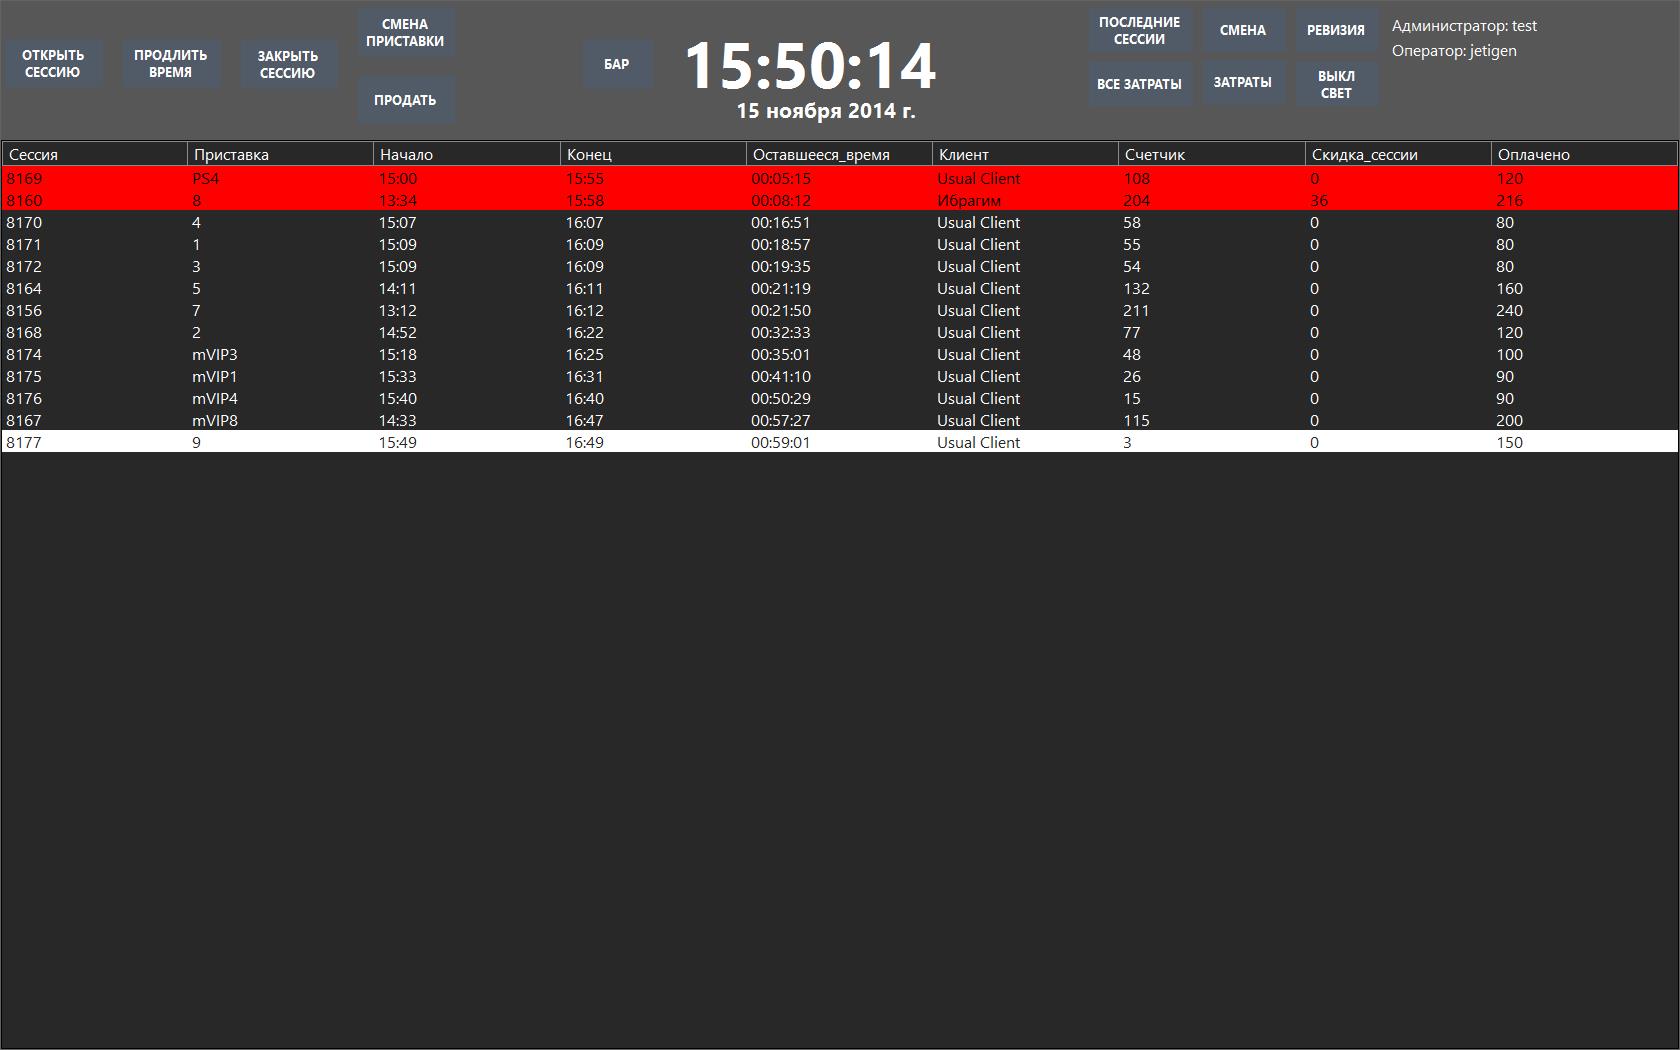 ОТКРЫТЬ
СЕССИЮ
ПРОДЛИТЬ
ВРЕМЯ
ЗАКРЫТЬ
СЕССИЮ
СМЕНА
ПРИСТАВКИ
ПРОДАТЬ
БАР
15:50:14
15 ноября 2014 г.
ПОСЛЕДНИЕ
СЕССИИ
СМЕНА
РЕВИЗИЯ
ВСЕ ЗАТРАТЫ
ЗАТРАТЫ
ВЫКЛ
СВЕТ
Администратор: test
Оператор: jetigen
Сессия Приставка Начало Конец Оставшееся_время Клиент Счетчик Скидка_сессии Оплачено
8169 PS4 15:00 15:55 00:05:15 Usual Client 108 0 120
8160 8 13:34 15:58 00:08:12 Ибрагим 204 36 216
8170 4 15:07 16:07 00:16:51 Usual Client 58 0 80
8171 1 15:09 16:09 00:18:57 Usual Client 55 0 80
8172 3 15:09 16:09 00:19:35 Usual Client 54 0 80
8164 5 14:11 16:11 00:21:19 Usual Client 132 0 160
8156 7 13:12 16:12 00:21:50 Usual Client 211 0 240
8168 2 14:52 16:22 00:32:33 Usual Client 77 0 120
8174 mVIP3 15:18 16:25 00:35:01 Usual Client 48 0 100
8175 mVIP1 15:33 16:31 00:41:10 Usual Client 26 0 90
8176 mVIP4 15:40 16:40 00:50:29 Usual Client 15 0 90
8167 mVIP8 14:33 16:47 00:57:27 Usual Client 115 0 200
8177 9 15:49 16:49 00:59:01 Usual Client 3 0 150